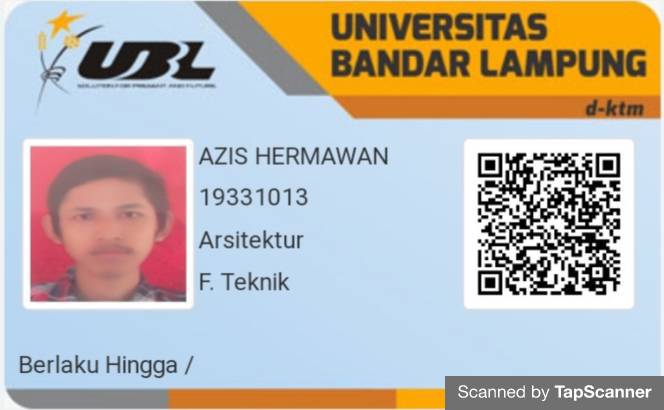 UBL
SOLUTION FOR PRESENT AND FUTURE
UNIVERSITAS
BANDAR LAMPUNG
d-ktm
AZIS HERMAWAN
19331013
Arsitektur
F. Teknik
Berlaku Hingga /
Scanned by TapScanner